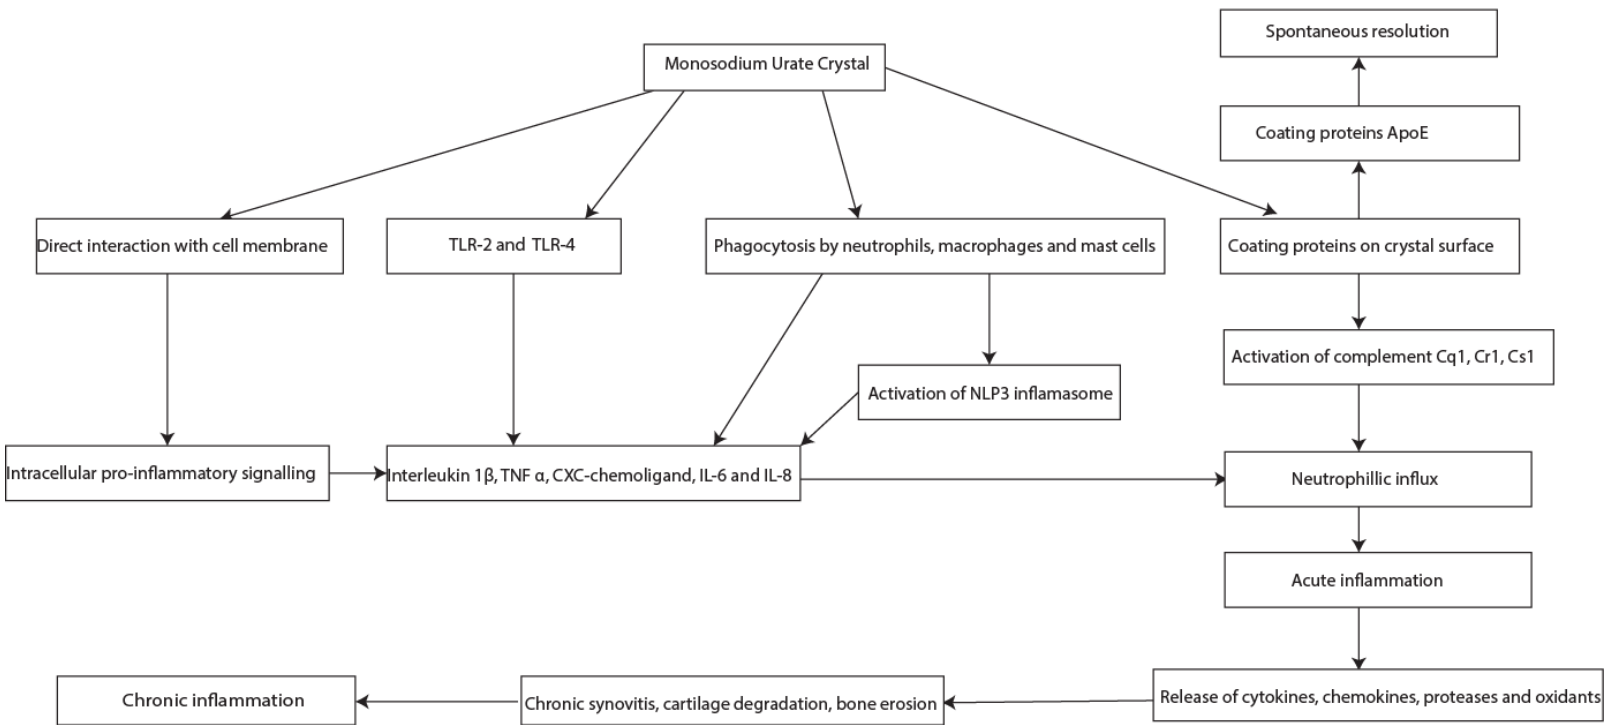 Spontaneous resolution
Monosodium Urate Crystal
Coating proteins ApoE
Direct interaction with cell membrane
TLR-2 and TLR-4
Phagocytosis by neutrophils, macrophages and mast cells
Coating proteins on crystal surface
Activation of complement Cq1, Cr1, Cs1
Activation of NLP3 inflamasome
Intracellular pro-inflammatory signalling
Interleukin 1β, TNF α, CXC-chemoligand, IL-6 and IL-8
Neutrophillic influx
Acute inflammation
Release of cytokines, chemokines, proteases and oxidants
Chronic synovitis, cartilage degradation, bone erosion
Chronic inflammation